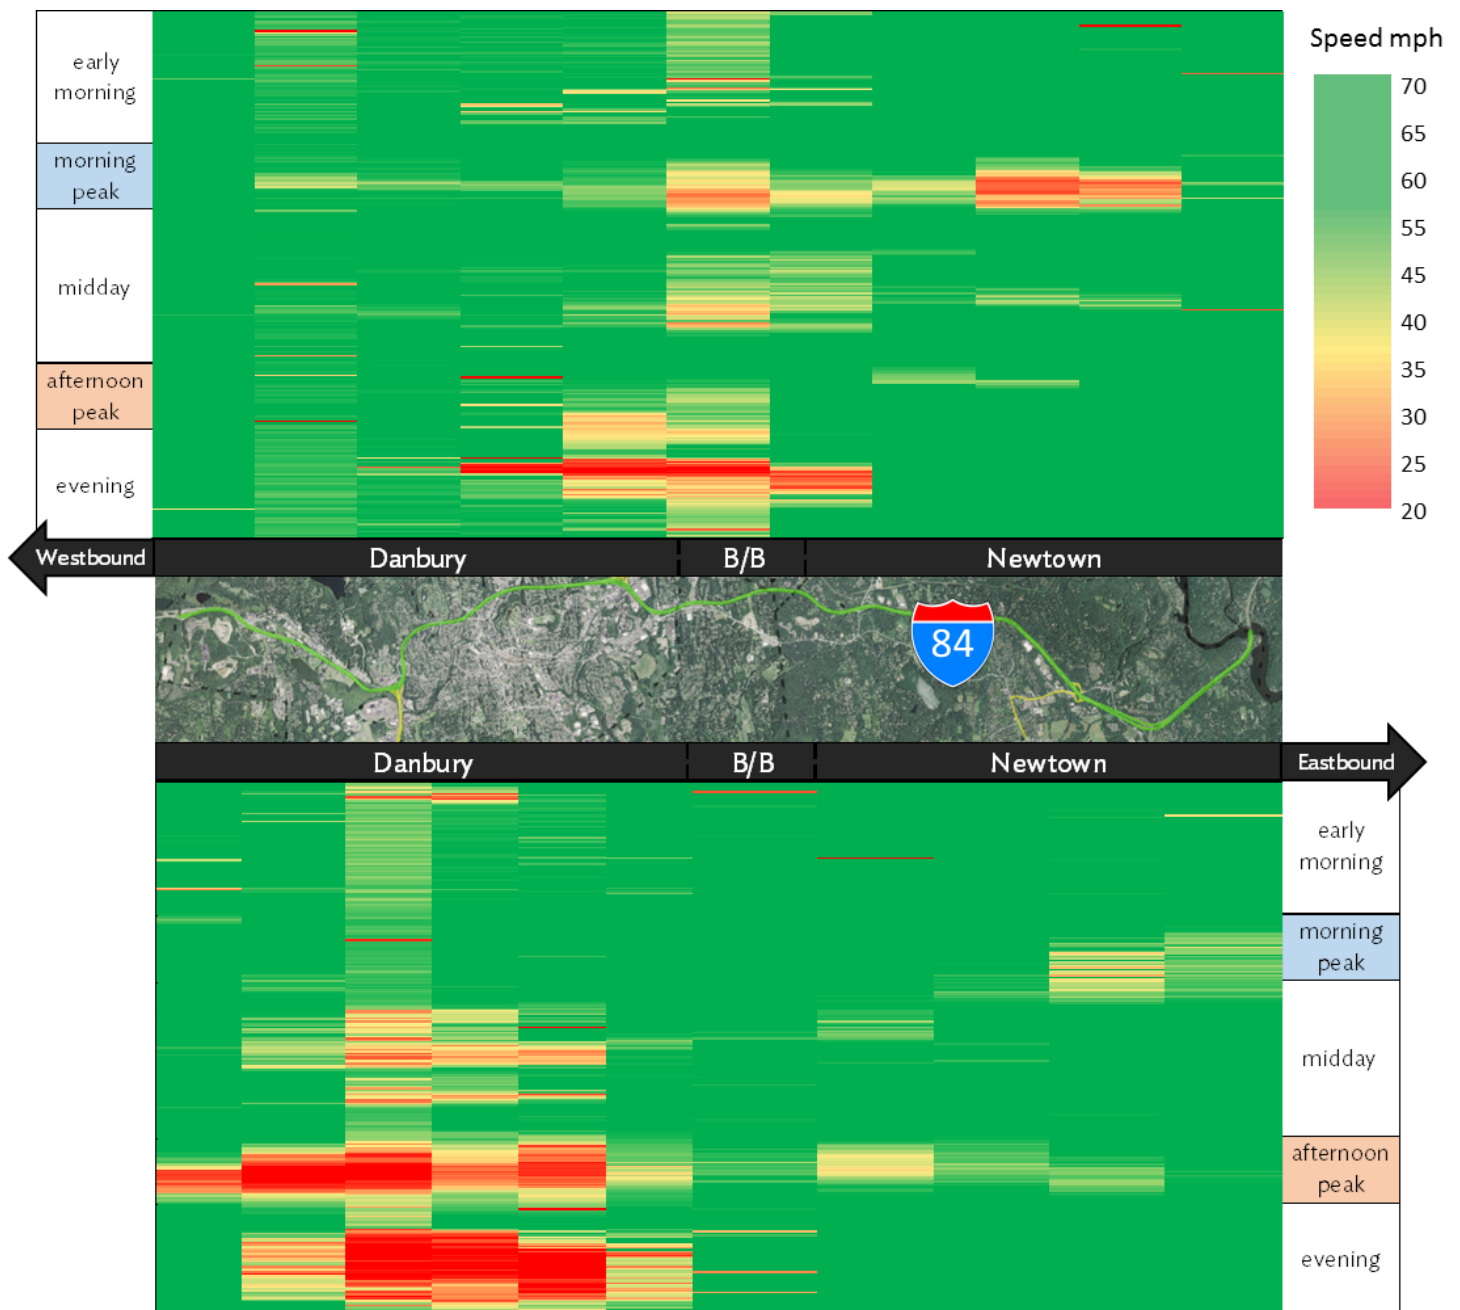 Speed mph
70
65
60
55
45
40
35
30
25
20
early
morning
morning
peak
midday
afternoon
peak
evening
Westbound
Danbury
B/B
Newtown
84
Danbury
B/B
Newtown
Eastbound
early
morning
morning
peak
midday
afternoon
peak
evening